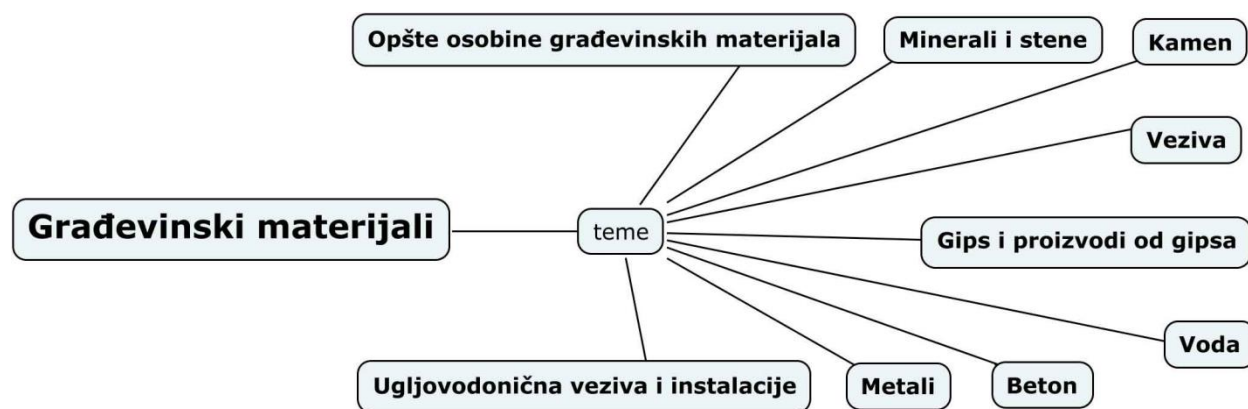 Građevinski materijali
teme
Opšte osobine građevinskih materijala
Minerali i stene
Kamen
Veziva
Gips i proizvodi od gipsa
Voda
Beton
Metali
Ugljovodonična veziva i instalacije